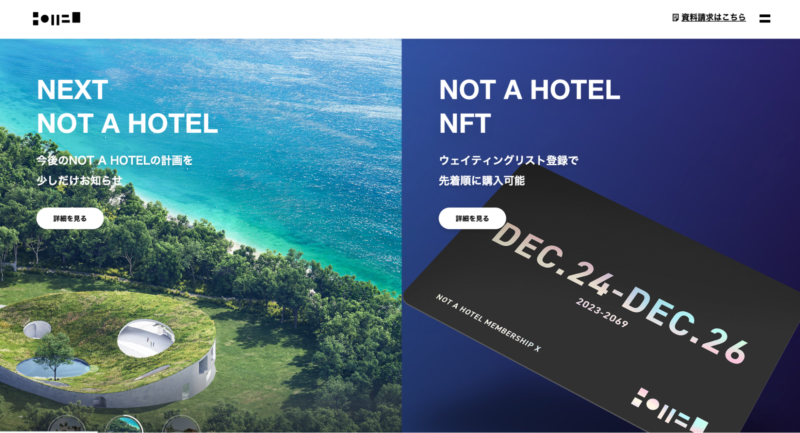 資料請求はこちら
NEXT
NOT A HOTEL
今後のNOT A HOTELの計画を
少しだけお知らせ
詳細を見る
NOT A HOTEL
NFT
ウェイティングリスト登録で
先着順に購入可能
詳細を見る
DEC.24-DEC.26
2023-2069
NOT A HOTEL MEMBERSHIP X